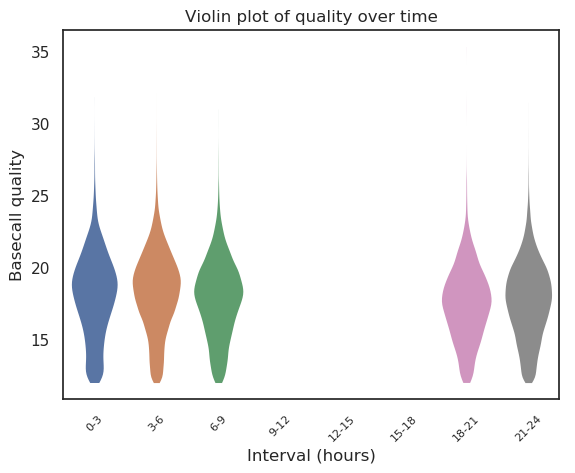 Violin plot of quality over time
Basecall quality
35
30
25
20
15
0-3 3-6 6-9 9-12 12-15 15-18 18-21 21-24
Interval (hours)